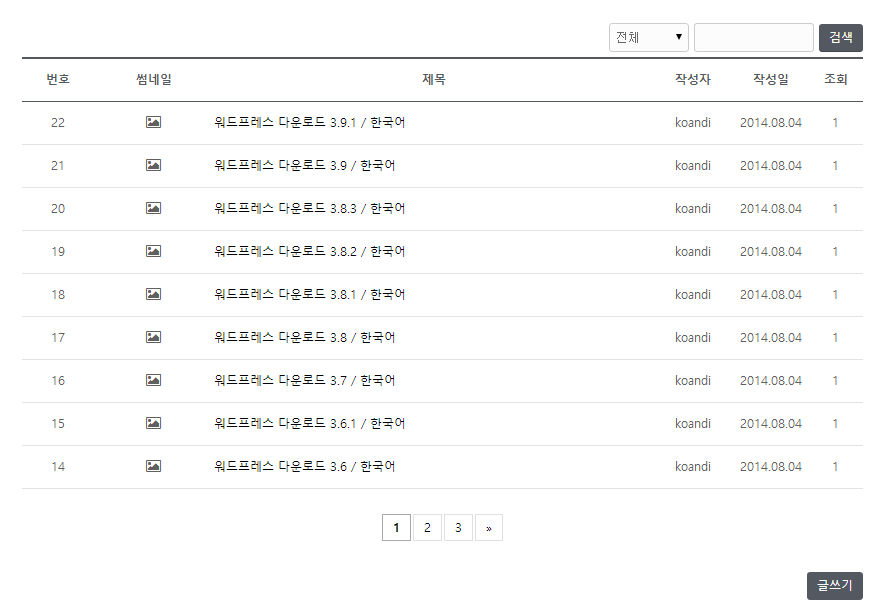 전체 ▼ 검색
번호 썸네일 제목 작성자 작성일 조회
22 워드프레스 다운로드 3.9.1 / 한국어 koandi 2014.08.04 1
21 워드프레스 다운로드 3.9 / 한국어 koandi 2014.08.04 1
20 워드프레스 다운로드 3.8.3 / 한국어 koandi 2014.08.04 1
19 워드프레스 다운로드 3.8.2 / 한국어 koandi 2014.08.04 1
18 워드프레스 다운로드 3.8.1 / 한국어 koandi 2014.08.04 1
17 워드프레스 다운로드 3.8 / 한국어 koandi 2014.08.04 1
16 워드프레스 다운로드 3.7 / 한국어 koandi 2014.08.04 1
15 워드프레스 다운로드 3.6.1 / 한국어 koandi 2014.08.04 1
14 워드프레스 다운로드 3.6 / 한국어 koandi 2014.08.04 1
1 2 3 »
글쓰기